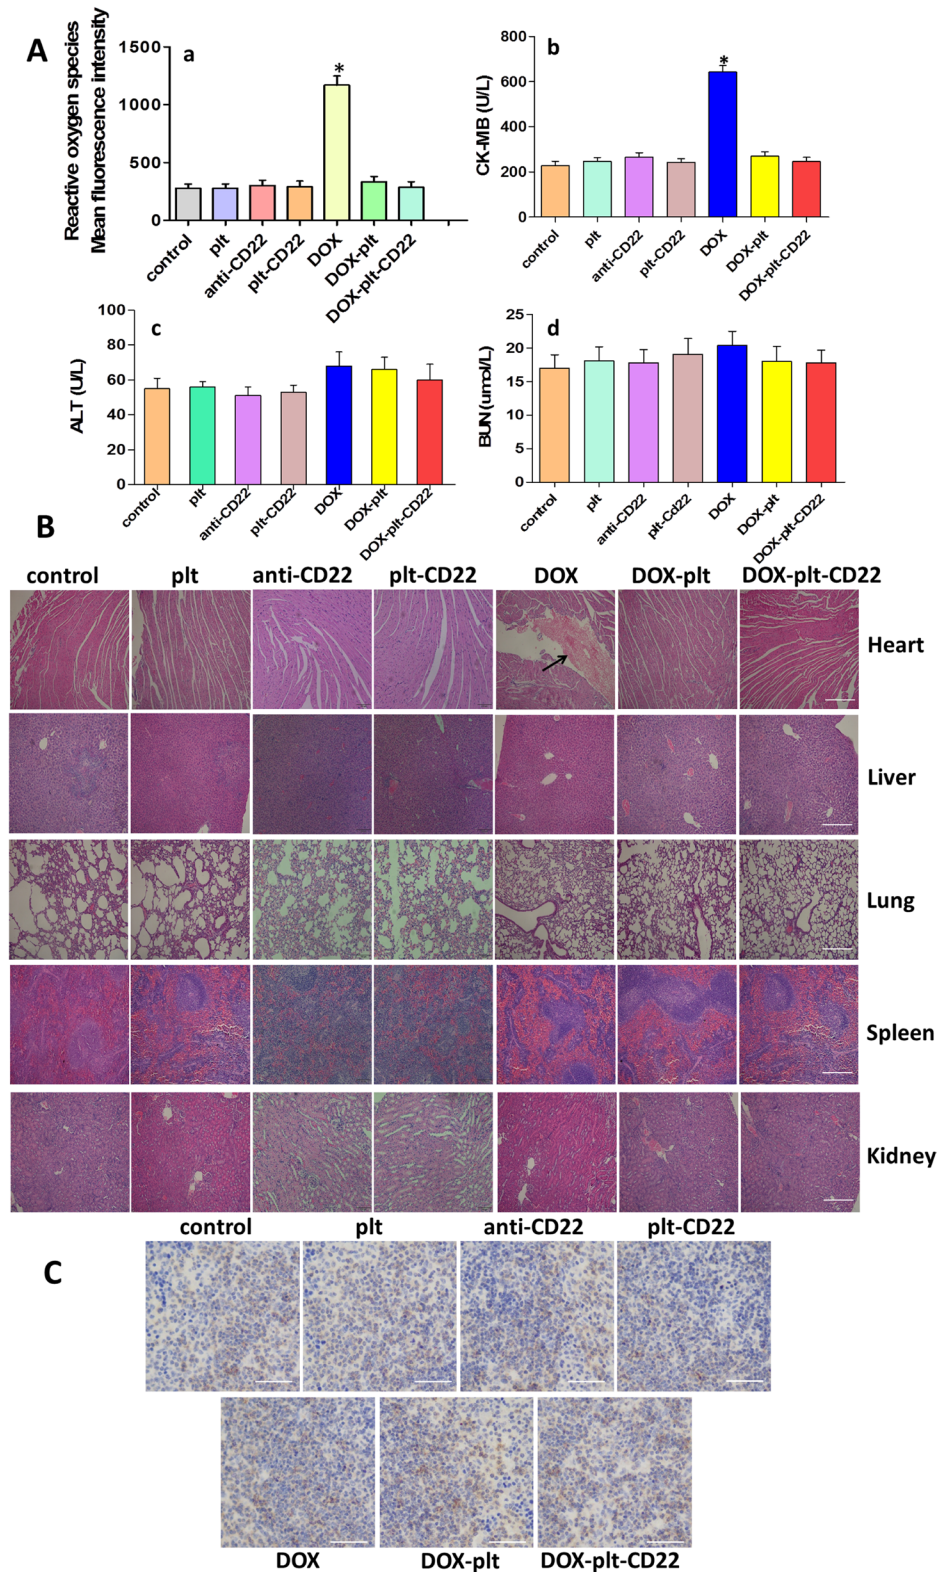 A
a
Reactive oxygen species
Mean fluorescence intensity
1500
1000
500
0
*
control
plt
anti-CD22
plt-CD22
DOX
DOX-plt
DOX-plt-CD22
b
CK-MB (U/L)
800
600
400
200
0
*
control
plt
anti-CD22
plt-CD22
DOX
DOX-plt
DOX-plt-CD22
c
ALT (U/L)
100
80
60
40
20
0
control
plt
anti-CD22
plt-CD22
DOX
DOX-plt
DOX-plt-CD22
d
BUN (umol/L)
25
20
15
10
5
0
control
plt
anti-CD22
plt-Cd22
DOX
DOX-plt
DOX-plt-CD22
B
control plt anti-CD22 plt-CD22 DOX DOX-plt DOX-plt-CD22
Heart
Liver
Lung
Spleen
Kidney
C
control plt anti-CD22 plt-CD22
DOX DOX-plt DOX-plt-CD22